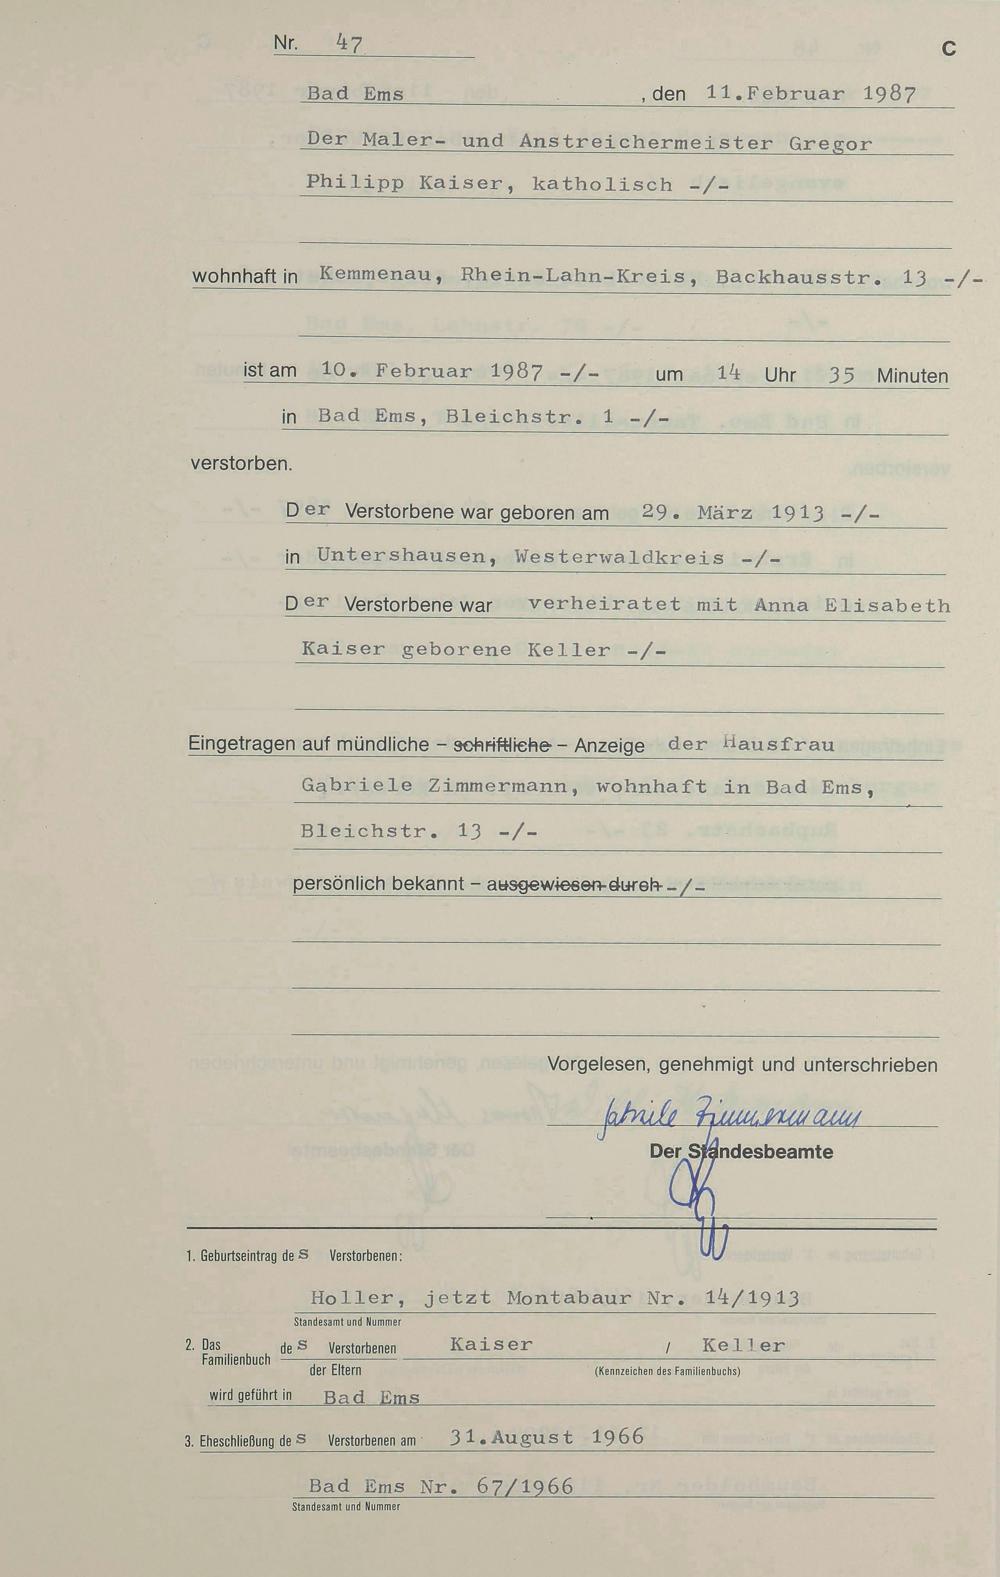 Nr. 47
C
Bad Ems , den 11.Februar 1987
Der Maler- und Anstreichermeister Gregor
Philipp Kaiser, katholisch -/-
wohnhaft in Kemmenau, Rhein-Lahn-Kreis, Backhausstr. 13 -/-
ist am 10. Februar 1987 -/- um 14 Uhr 35 Minuten
in Bad Ems, Bleichstr. 1 -/-
verstorben.
Der Verstorbene war geboren am 29. März 1913 -/-
in Untershausen, Westerwaldkreis -/-
Der Verstorbene war verheiratet mit Anna Elisabeth
Kaiser geborene Keller -/-
Eingetragen auf mündliche – schriftliche – Anzeige der Hausfrau
Gabriele Zimmermann, wohnhaft in Bad Ems,
Bleichstr. 13 -/-
persönlich bekannt – ausgewiesen durch -/-
Vorgelesen, genehmigt und unterschrieben
Gabriele Zimmermann
Der Standesbeamte
1. Geburtseintrag des Verstorbenen:
Holler, jetzt Montabaur Nr. 14/1913
Standesamt und Nummer
2. Das Familienbuch des Verstorbenen Kaiser / Keller
der Eltern (Kennzeichen des Familienbuchs)
wird geführt in Bad Ems
3. Eheschließung des Verstorbenen am 31.August 1966
Bad Ems Nr. 67/1966
Standesamt und Nummer